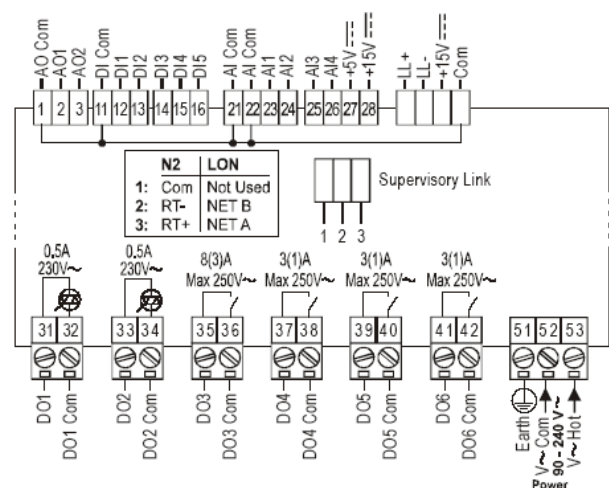 AO Com AO1 AO2 DI Com DI1 DI2 DI3 DI4 DI5 AI Com AI Com AI1 AI2 AI3 AI4 +5V +15V LL+ LL- +15V Com
1 2 3 11 12 13 14 15 16 21 22 23 24 25 26 27 28
N2 LON
1: Com Not Used
2: RT- NET B
3: RT+ NET A
Supervisory Link
1 2 3
0,5A
230V~
0,5A
230V~
8(3)A
Max 250V~
3(1)A
Max 250V~
3(1)A
Max 250V~
3(1)A
Max 250V~
31 32 33 34 35 36 37 38 39 40 41 42 51 52 53
DO1 DO1 Com DO2 DO2 Com DO3 DO3 Com DO4 DO4 Com DO5 DO5 Com DO6 DO6 Com Earth V~Com 90 - 240 V~ V~Hot
Power